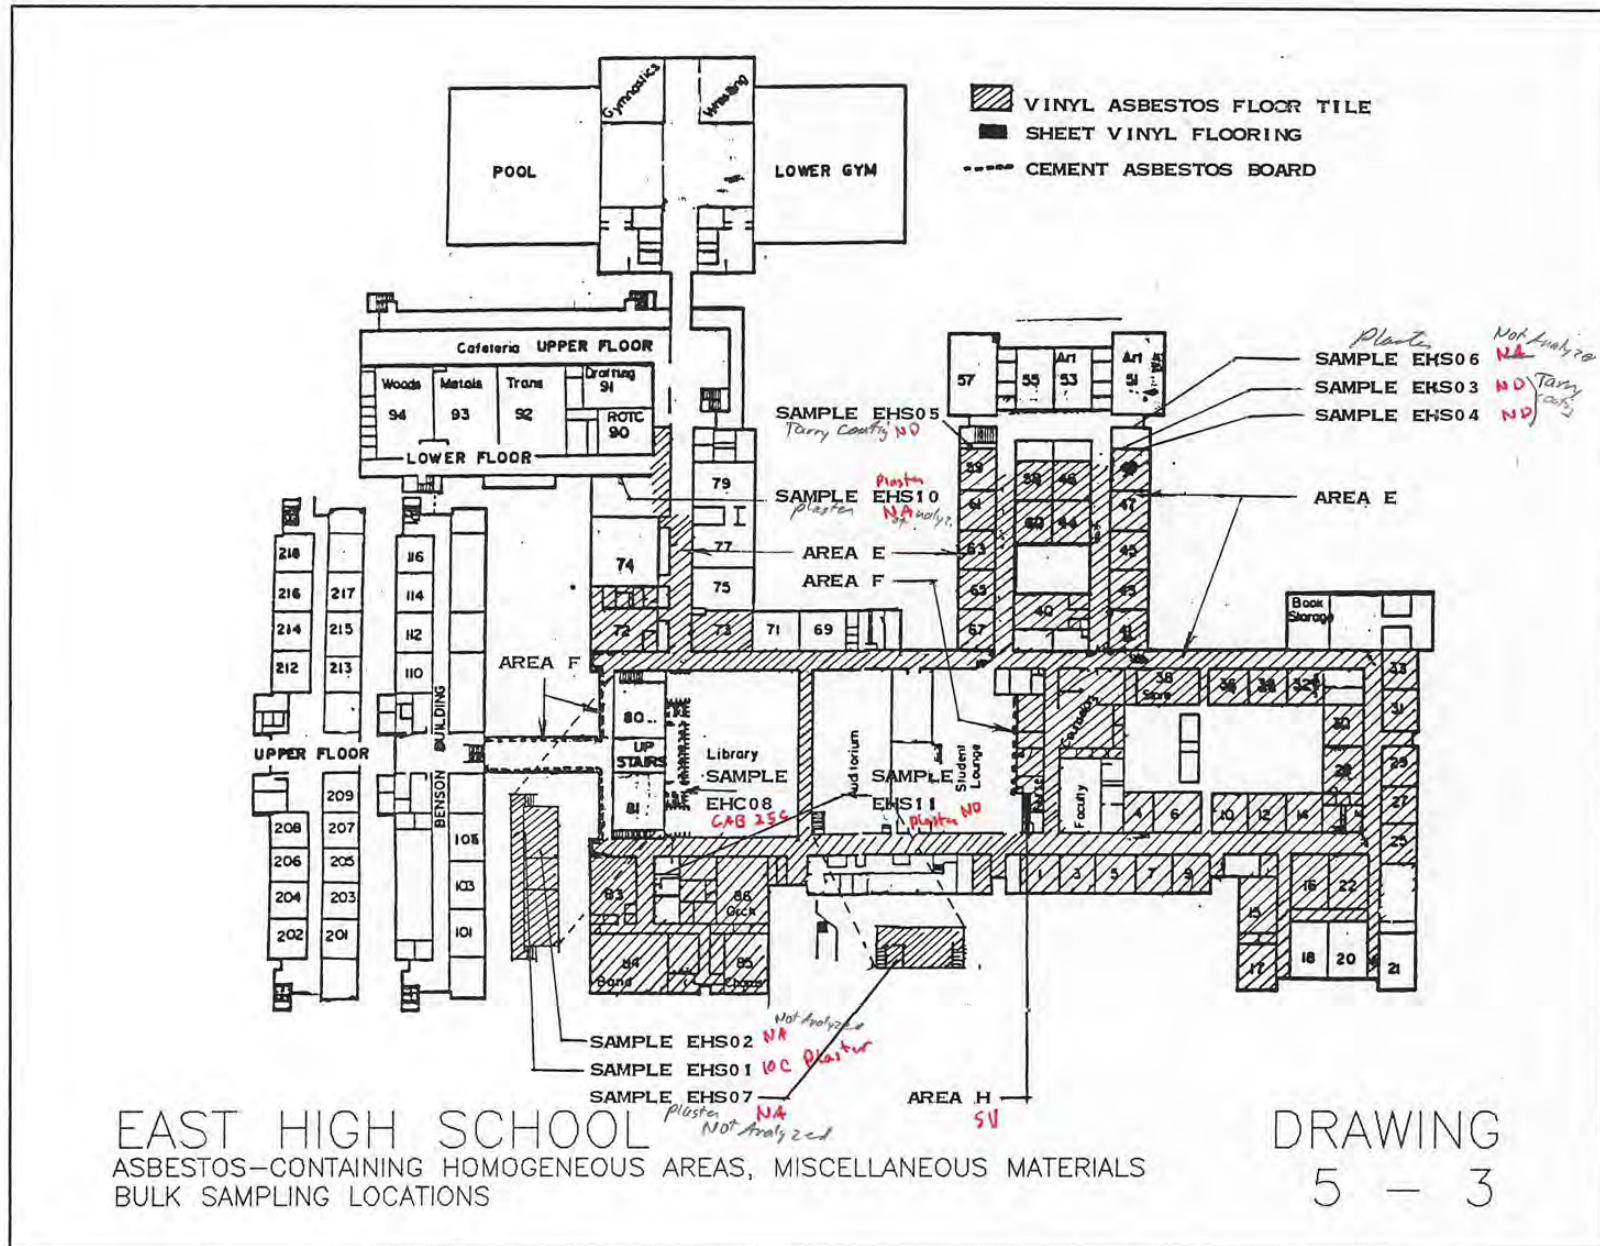 Gymnastics
Wrestling
POOL
LOWER GYM
VINYL ASBESTOS FLOOR TILE
SHEET VINYL FLOORING
CEMENT ASBESTOS BOARD
Cafeteria UPPER FLOOR
Woods
94
Metals
93
Trans
92
Drafting
91
ROTC
90
LOWER FLOOR
57
55
Art
53
Art
51
Plaster
Not Analyzed
SAMPLE EHS06 NA
SAMPLE EHS03 ND
SAMPLE EHS04 ND
Tarry
SAMPLE EHS05
Tarry Coating ND
Plaster
SAMPLE EHS10
plaster NA
AREA E
AREA E
AREA F
AREA F
79
77
75
74
72
73
71
69
59
61
63
65
67
58
46
60
44
40
47
45
43
41
218
216
214
212
217
215
213
116
114
112
110
BENSON BUILDING
UPPER FLOOR
209
208
207
206
205
204
203
202
201
105
103
101
80
UP
STAIRS
81
Library
SAMPLE
EHC08
CAB 25C
Auditorium
SAMPLE
EHS11
Plaster ND
Student
Lounge
Nurse
Faculty
38
Store
36
32
30
28
Book
Storage
33
31
29
27
25
4
6
10
12
14
1
3
5
7
9
15
17
16
22
18
20
21
83
86
Orch
84
Band
85
Not Analyzed
SAMPLE EHS02 NA
SAMPLE EHS01 10C Plaster
SAMPLE EHS07
Plaster NA
Not Analyzed
AREA H
SV
EAST HIGH SCHOOL
ASBESTOS-CONTAINING HOMOGENEOUS AREAS, MISCELLANEOUS MATERIALS
BULK SAMPLING LOCATIONS
DRAWING
5 - 3